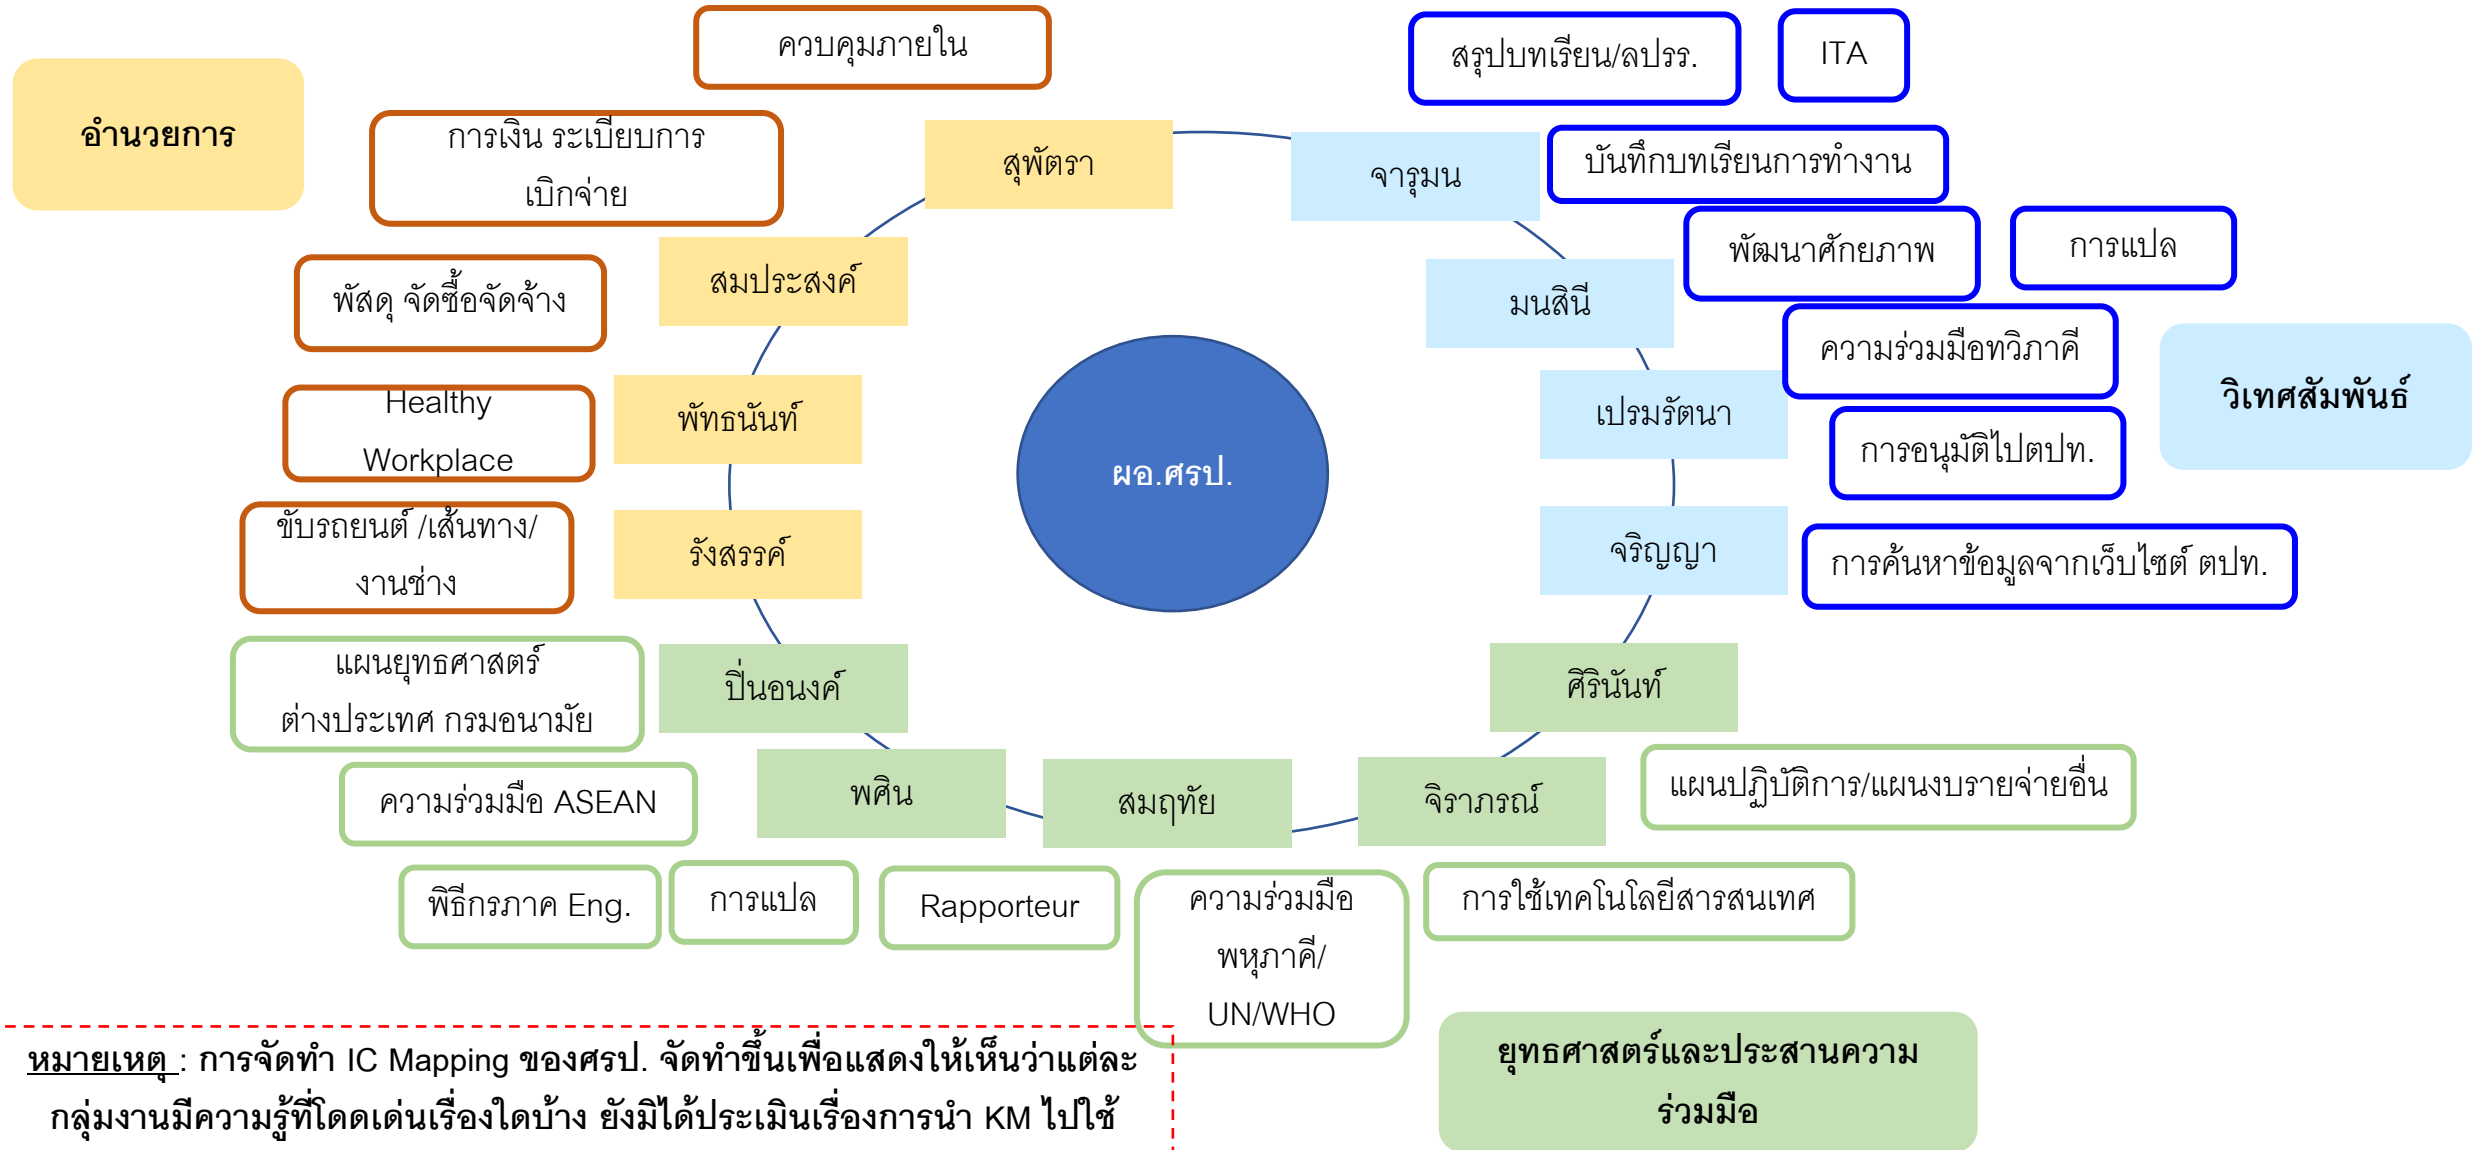 ควบคุมภายใน
สรุปบทเรียน/ลปรร.
ITA
อำนวยการ
การเงิน ระเบียบการ
เบิกจ่าย
สุพัตรา
จารุมน
บันทึกบทเรียนการทำงาน
พัฒนาศักยภาพ
การแปล
สมประสงค์
พัสดุ จัดซื้อจัดจ้าง
มนสินี
ความร่วมมือทวิภาคี
วิเทศสัมพันธ์
Healthy
Workplace
พัทธนันท์
เปรมรัตนา
การอนุมัติไปตปท.
ผอ.ศรป.
ขับรถยนต์ /เส้นทาง/
งานช่าง
รังสรรค์
จริญญา
การค้นหาข้อมูลจากเว็บไซต์ ตปท.
แผนยุทธศาสตร์
ต่างประเทศ กรมอนามัย
ปิ่นอนงค์
ศิรินันท์
ความร่วมมือ ASEAN
พศิน
สมฤทัย
จิราภรณ์
แผนปฏิบัติการ/แผนงบรายจ่ายอื่น
พิธีกรภาค Eng.
การแปล
Rapporteur
ความร่วมมือ
พหุภาคี/
UN/WHO
การใช้เทคโนโลยีสารสนเทศ
หมายเหตุ : การจัดทำ IC Mapping ของศรป. จัดทำขึ้นเพื่อแสดงให้เห็นว่าแต่ละ
กลุ่มงานมีความรู้ที่โดดเด่นเรื่องใดบ้าง ยังมิได้ประเมินเรื่องการนำ KM ไปใช้
ยุทธศาสตร์และประสานความ
ร่วมมือ